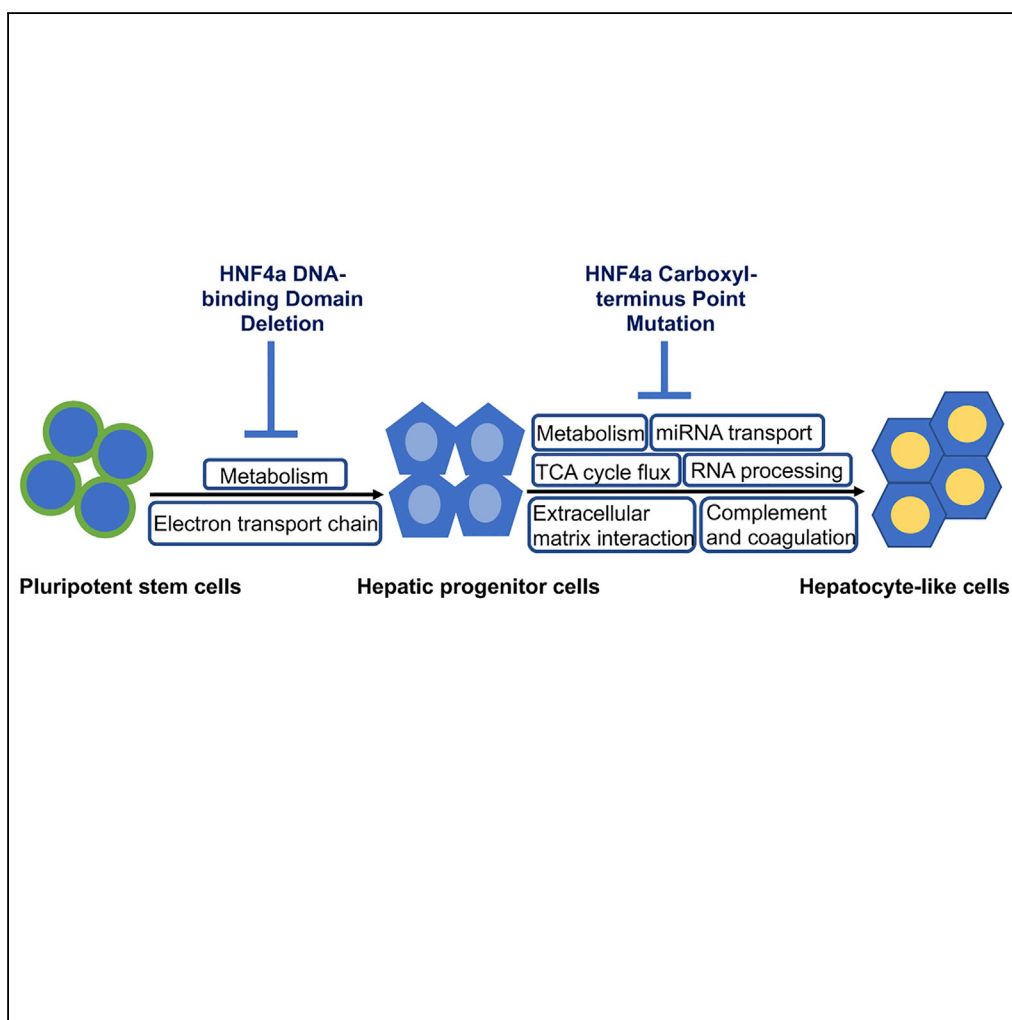 HNF4a DNA-
binding Domain
Deletion
HNF4a Carboxyl-
terminus Point
Mutation
Metabolism
Electron transport chain
Metabolism
miRNA transport
TCA cycle flux
RNA processing
Extracellular
matrix interaction
Complement
and coagulation
Pluripotent stem cells
Hepatic progenitor cells
Hepatocyte-like cells